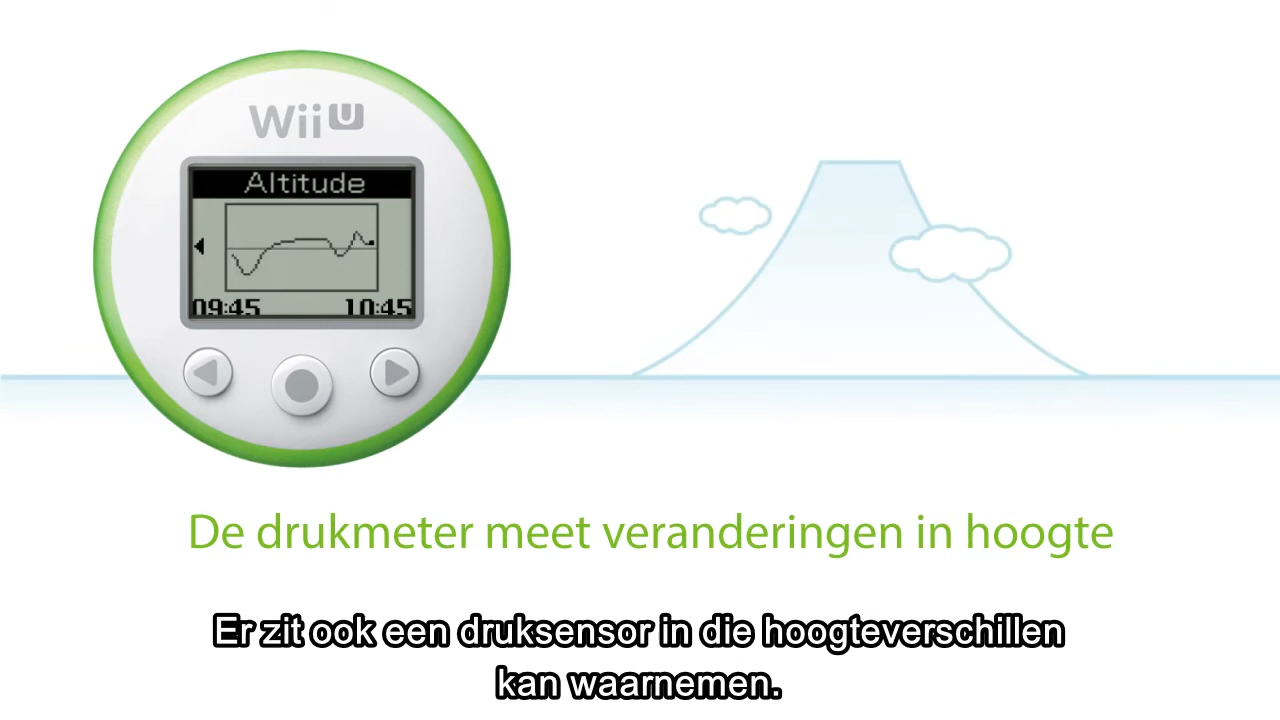 Wii U
Altitude
09:45 10:45
De drukmeter meet veranderingen in hoogte
Er zit ook een druksensor in die hoogteverschillen
kan waarnemen.